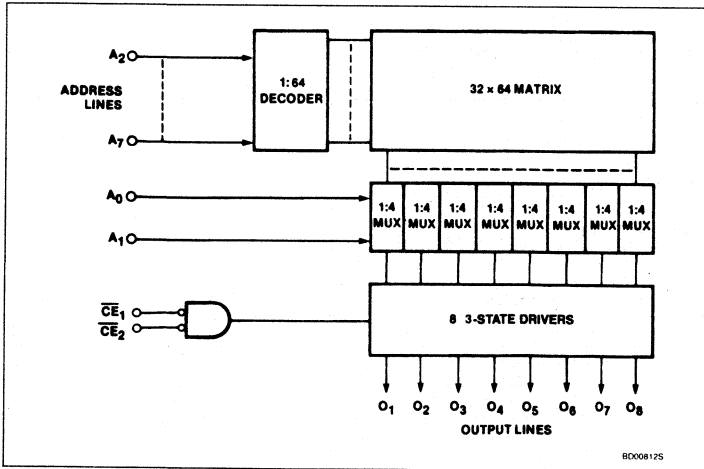 A2
ADDRESS
LINES
A7
1:64
DECODER
32 × 64 MATRIX
A0
A1
1:4
MUX
1:4
MUX
1:4
MUX
1:4
MUX
1:4
MUX
1:4
MUX
1:4
MUX
1:4
MUX
CE1
CE2
8 3-STATE DRIVERS
O1 O2 O3 O4 O5 O6 O7 O8
OUTPUT LINES
BD00812S